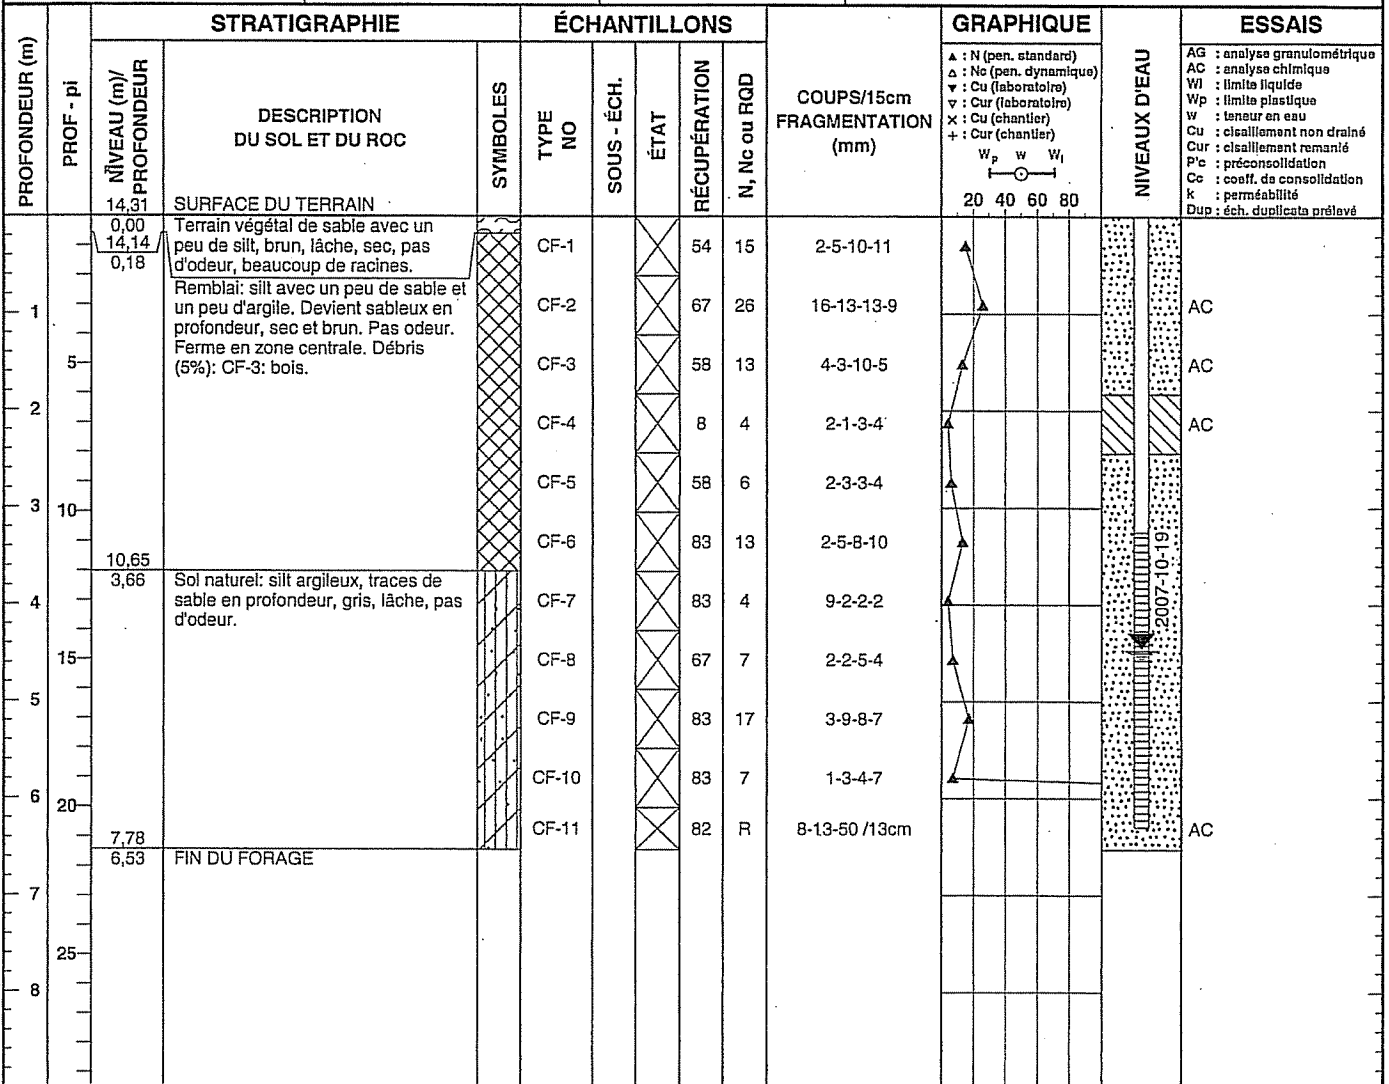 STRATIGRAPHIE
ÉCHANTILLONS
GRAPHIQUE
ESSAIS
PROFONDEUR (m)
PROF - pi
NIVEAU (m)/
PROFONDEUR
DESCRIPTION
DU SOL ET DU ROC
SYMBOLES
TYPE
NO
SOUS - ÉCH.
ÉTAT
RÉCUPÉRATION
N, Nc ou RQD
COUPS/15cm
FRAGMENTATION
(mm)
▲ : N (pen. standard)
△ : Nc (pen. dynamique)
▼ : Cu (laboratoire)
▽ : Cur (laboratoire)
× : Cu (chantier)
+ : Cur (chantier)
Wp w Wl
20 40 60 80
NIVEAUX D'EAU
AG : analyse granulométrique
AC : analyse chimique
Wl : limite liquide
Wp : limite plastique
w : teneur en eau
Cu : cisaillement non drainé
Cur : cisaillement remanié
P'c : préconsolidation
Cc : coeff. de consolidation
k : perméabilité
Dup : éch. duplicata prélevé
14,31 SURFACE DU TERRAIN
0,00 Terrain végétal de sable avec un
14,14 peu de silt, brun, lâche, sec, pas
0,18 d'odeur, beaucoup de racines.
CF-1 54 15 2-5-10-11
Remblai: silt avec un peu de sable et
un peu d'argile. Devient sableux en
profondeur, sec et brun. Pas odeur.
Ferme en zone centrale. Débris
(5%): CF-3: bois.
1
CF-2 67 26 16-13-13-9 AC
5
CF-3 58 13 4-3-10-5 AC
2
CF-4 8 4 2-1-3-4 AC
CF-5 58 6 2-3-3-4
3
10
CF-6 83 13 2-5-8-10
2007-10-19
10,65
3,66 Sol naturel: silt argileux, traces de
sable en profondeur, gris, lâche, pas
d'odeur.
4
CF-7 83 4 9-2-2-2
15
CF-8 67 7 2-2-5-4
5
CF-9 83 17 3-9-8-7
CF-10 83 7 1-3-4-7
6
20
CF-11 82 R 8-13-50 /13cm AC
7,78
6,53 FIN DU FORAGE
7
25
8